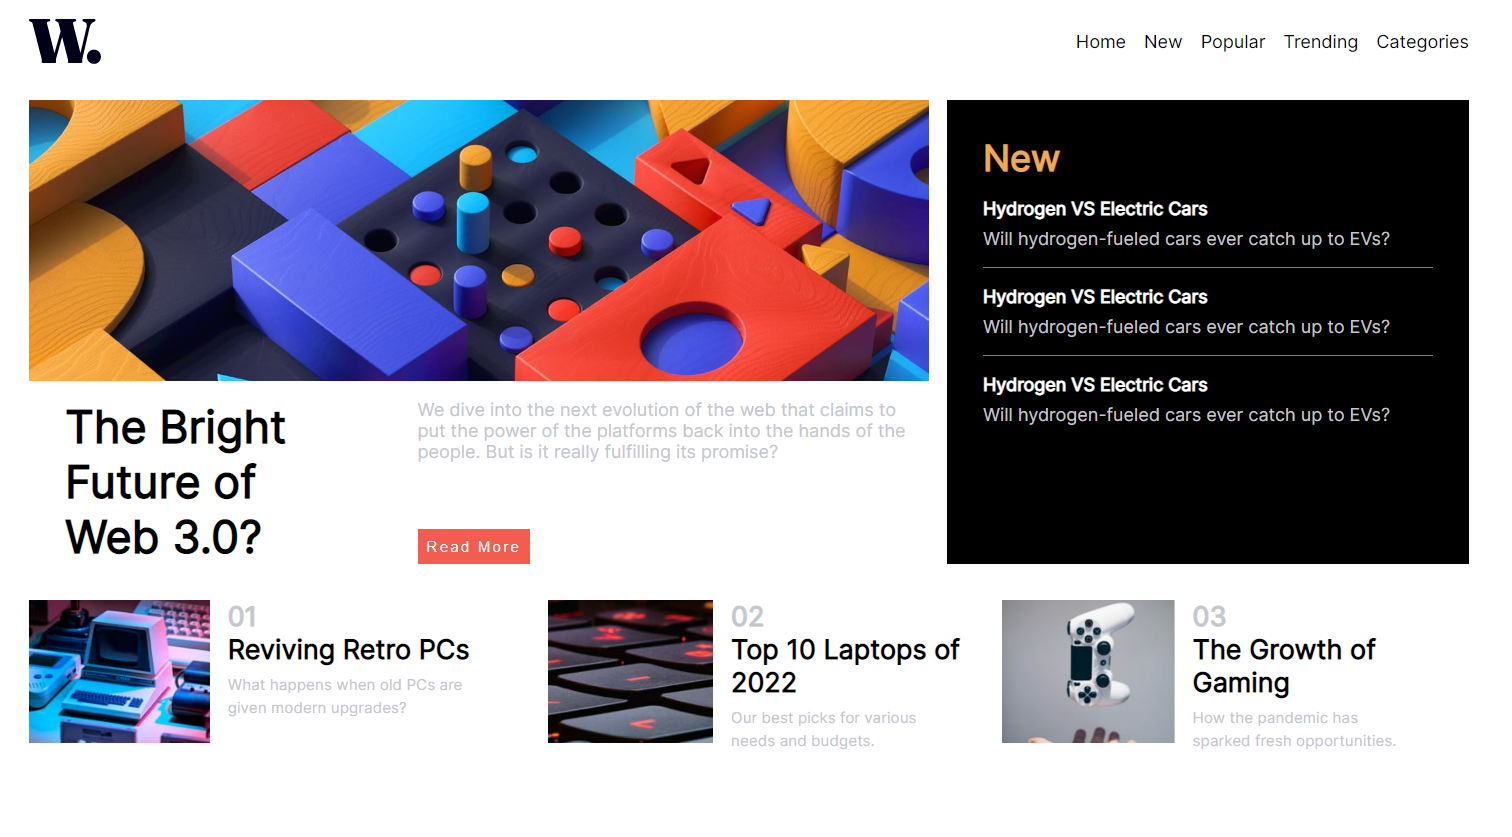 W.
Home New Popular Trending Categories
The Bright
Future of
Web 3.0?
We dive into the next evolution of the web that claims to
put the power of the platforms back into the hands of the
people. But is it really fulfilling its promise?
Read More
New
Hydrogen VS Electric Cars
Will hydrogen-fueled cars ever catch up to EVs?
Hydrogen VS Electric Cars
Will hydrogen-fueled cars ever catch up to EVs?
Hydrogen VS Electric Cars
Will hydrogen-fueled cars ever catch up to EVs?
01
Reviving Retro PCs
What happens when old PCs are
given modern upgrades?
02
Top 10 Laptops of
2022
Our best picks for various
needs and budgets.
03
The Growth of
Gaming
How the pandemic has
sparked fresh opportunities.